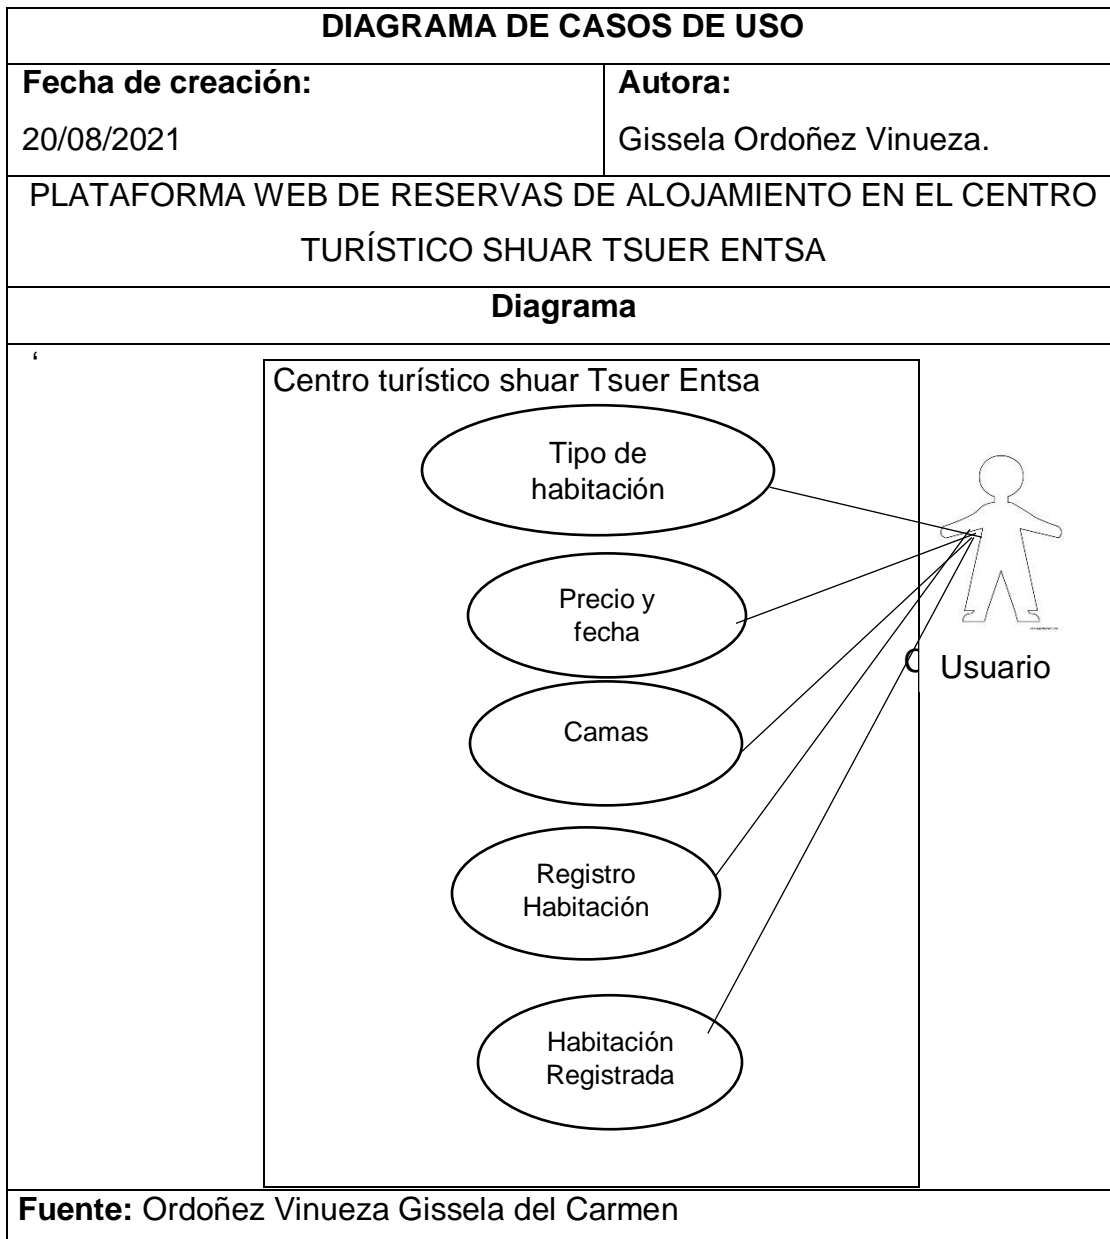 DIAGRAMA DE CASOS DE USO
Fecha de creación:
20/08/2021
Autora:
Gissela Ordoñez Vinueza.
PLATAFORMA WEB DE RESERVAS DE ALOJAMIENTO EN EL CENTRO
TURÍSTICO SHUAR TSUER ENTSA
Diagrama
‘
Centro turístico shuar Tsuer Entsa
Tipo de
habitación
Precio y
fecha
Camas
Registro
Habitación
Habitación
Registrada
Usuario
Fuente: Ordoñez Vinueza Gissela del Carmen